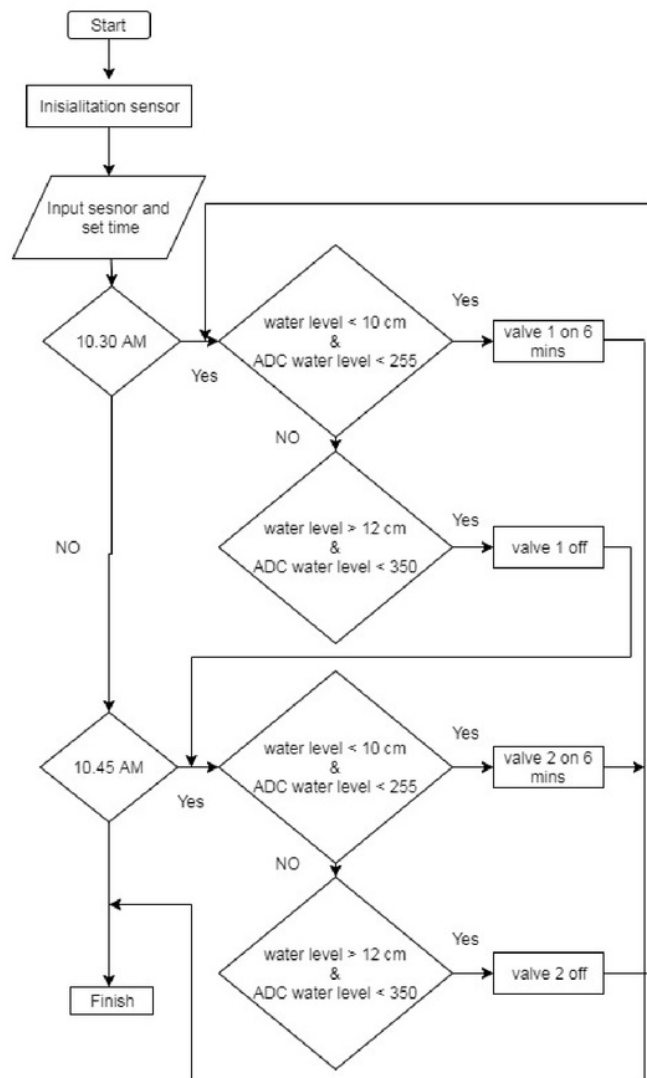 Start
Inisialitation sensor
Input sesnor and
set time
10.30 AM
Yes
water level < 10 cm
&
ADC water level < 255
Yes
valve 1 on 6
mins
NO
water level > 12 cm
&
ADC water level < 350
Yes
valve 1 off
NO
10.45 AM
Yes
water level < 10 cm
&
ADC water level < 255
Yes
valve 2 on 6
mins
NO
water level > 12 cm
&
ADC water level < 350
Yes
valve 2 off
Finish